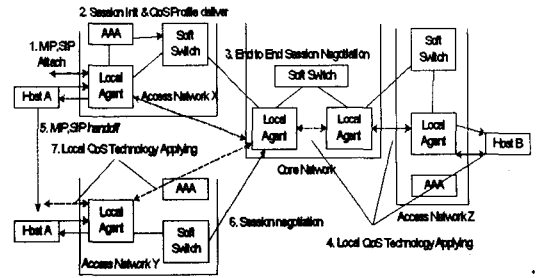 2. Session Init & QoS Profile deliver
AAA
Soft
Switch
1. MIP,SIP
Attach
Local
Agent
Host A
Access Network X
3. End to End Session Negotiation
Soft Switch
Local
Agent
Local
Agent
Core Network
Soft
Switch
Local
Agent
Host B
AAA
Access Network Z
5. MIP, SIP handoff
7. Local QoS Technology Applying
AAA
Local
Agent
Host A
Soft
Switch
Access Network Y
6. Session negotiation
4. Local QoS Technology Applying